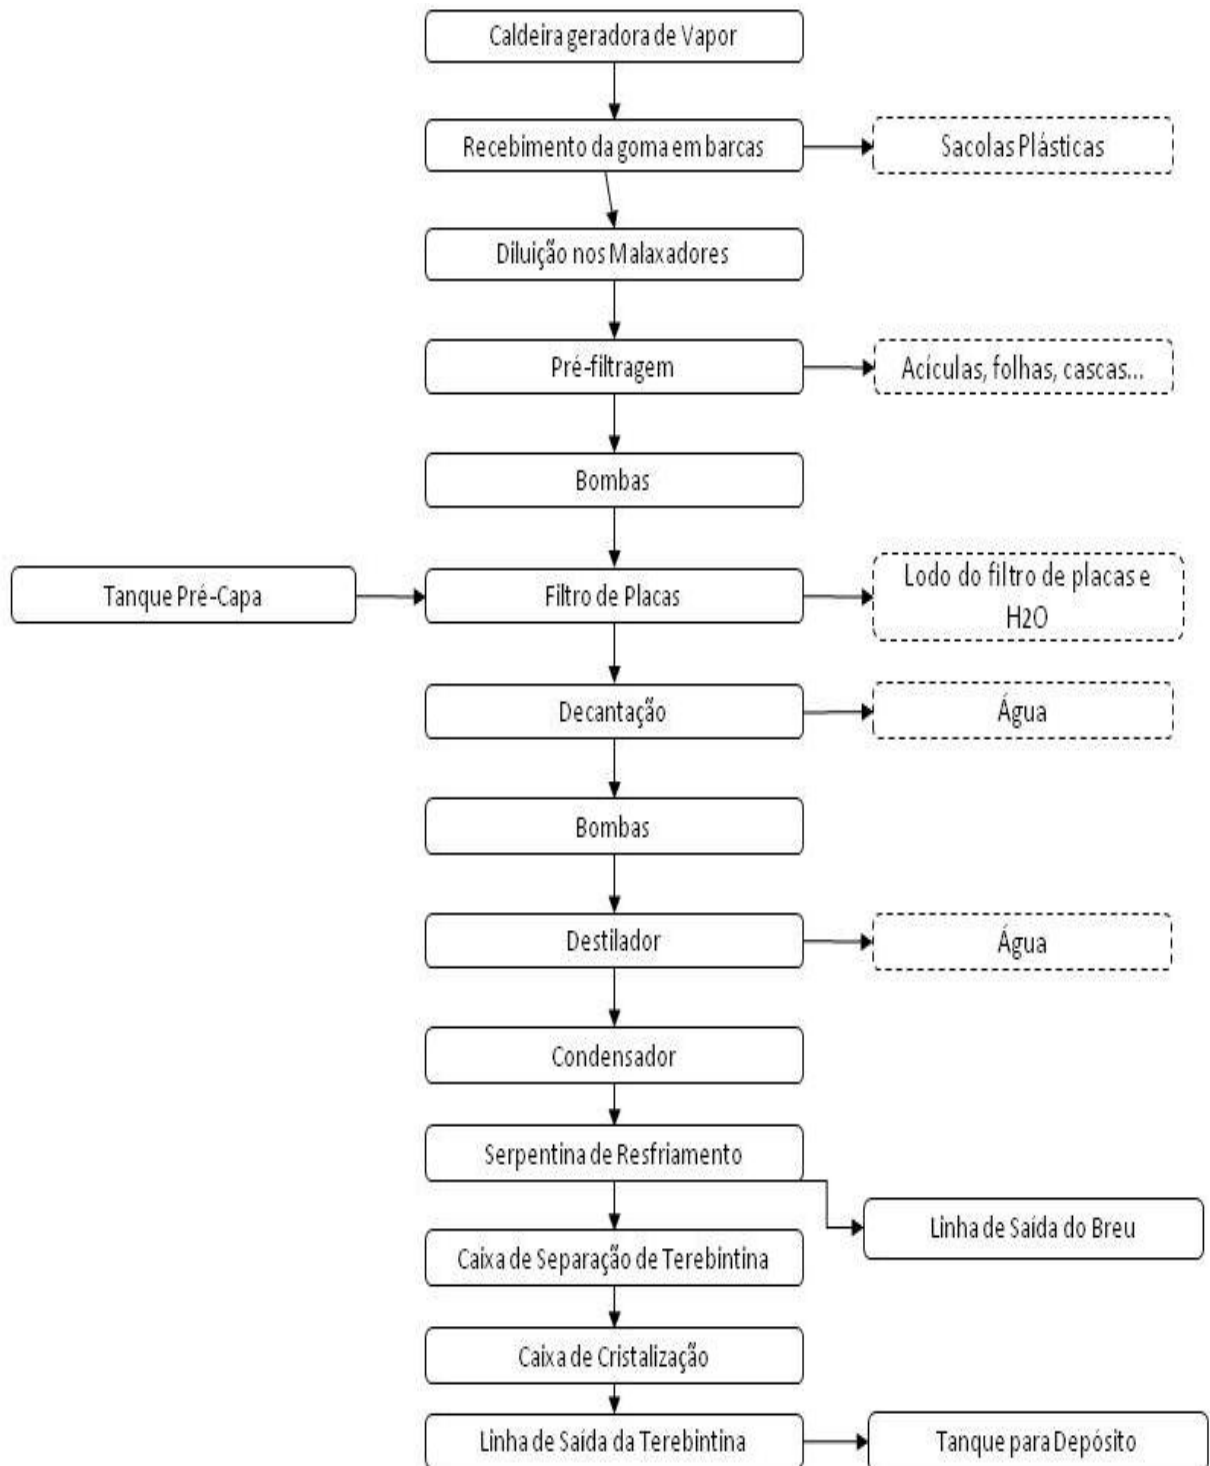 Caldeira geradora de Vapor
Recebimento da goma em barcas
Sacolas Plásticas
Diluição nos Malaxadores
Pré-filtragem
Acículas, folhas, cascas...
Bombas
Tanque Pré-Capa
Filtro de Placas
Lodo do filtro de placas e
H2O
Decantação
Água
Bombas
Destilador
Água
Condensador
Serpentina de Resfriamento
Linha de Saída do Breu
Caixa de Separação de Terebintina
Caixa de Cristalização
Linha de Saída da Terebintina
Tanque para Depósito